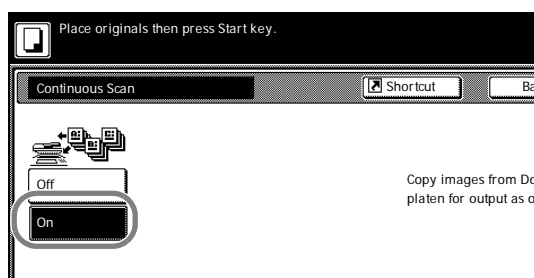 Place originals then press Start key.
Continuous Scan
Shortcut
Ba
Off
On
Copy images from Do
platen for output as o